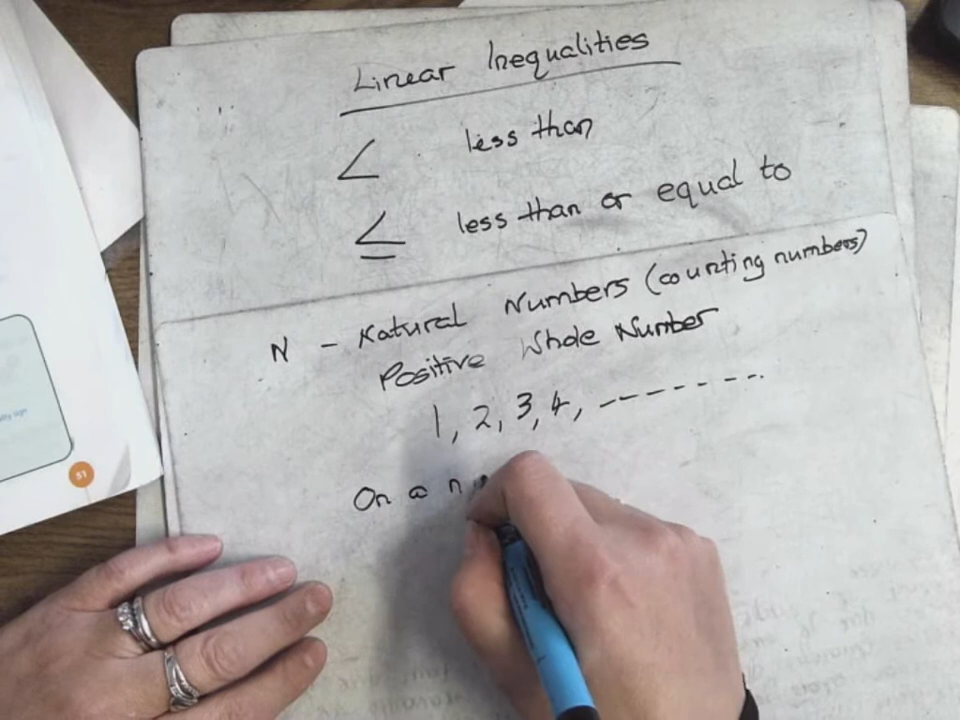 Linear Inequalities
< less than
≤ less than or equal to
N - Natural Numbers (counting numbers)
Positive Whole Number
1, 2, 3, 4, -------..
On a n
51